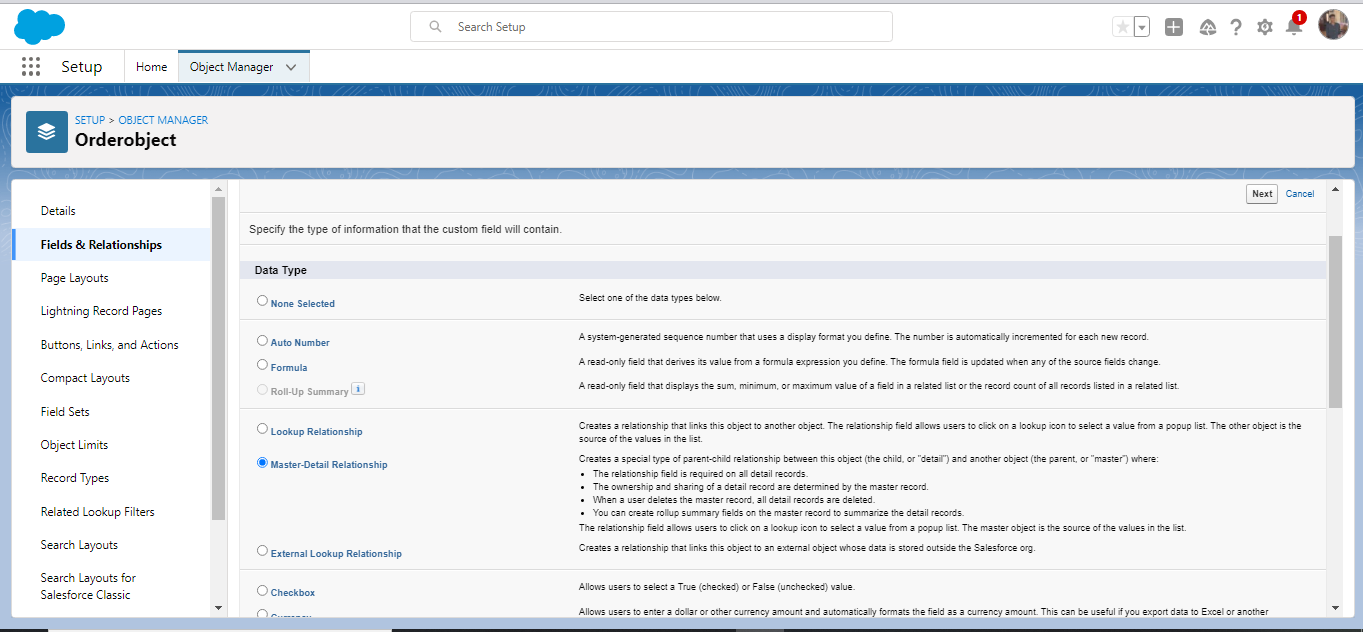 Search Setup
1
Setup
Home
Object Manager
SETUP > OBJECT MANAGER
Orderobject
Details
Fields & Relationships
Page Layouts
Lightning Record Pages
Buttons, Links, and Actions
Compact Layouts
Field Sets
Object Limits
Record Types
Related Lookup Filters
Search Layouts
Search Layouts for
Salesforce Classic
Next
Cancel
Specify the type of information that the custom field will contain.
Data Type
None Selected
Select one of the data types below.
Auto Number
A system-generated sequence number that uses a display format you define. The number is automatically incremented for each new record.
Formula
A read-only field that derives its value from a formula expression you define. The formula field is updated when any of the source fields change.
Roll-Up Summary
i
A read-only field that displays the sum, minimum, or maximum value of a field in a related list or the record count of all records listed in a related list.
Lookup Relationship
Creates a relationship that links this object to another object. The relationship field allows users to click on a lookup icon to select a value from a popup list. The other object is the
source of the values in the list.
Master-Detail Relationship
Creates a special type of parent-child relationship between this object (the child, or "detail") and another object (the parent, or "master") where:
• The relationship field is required on all detail records.
• The ownership and sharing of a detail record are determined by the master record.
• When a user deletes the master record, all detail records are deleted.
• You can create rollup summary fields on the master record to summarize the detail records.
The relationship field allows users to click on a lookup icon to select a value from a popup list. The master object is the source of the values in the list.
External Lookup Relationship
Creates a relationship that links this object to an external object whose data is stored outside the Salesforce org.
Checkbox
Allows users to select a True (checked) or False (unchecked) value.
Currency
Allows users to enter a dollar or other currency amount and automatically formats the field as a currency amount. This can be useful if you export data to Excel or another